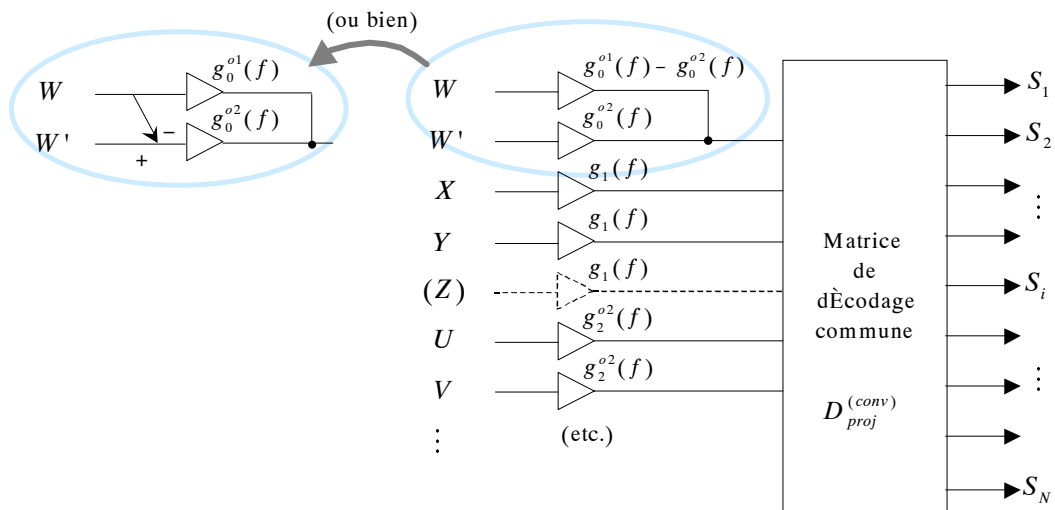 (ou bien)
W
g_0^{o1}(f)
W'
g_0^{o2}(f)
−
+
W
g_0^{o1}(f) − g_0^{o2}(f)
W'
g_0^{o2}(f)
X
g_1(f)
Y
g_1(f)
(Z)
g_1(f)
U
g_2^{o2}(f)
V
g_2^{o2}(f)
⋮
(etc.)
Matrice
de
dÈcodage
commune
D_{proj}^{(conv)}
S_1
S_2
⋮
S_i
⋮
S_N